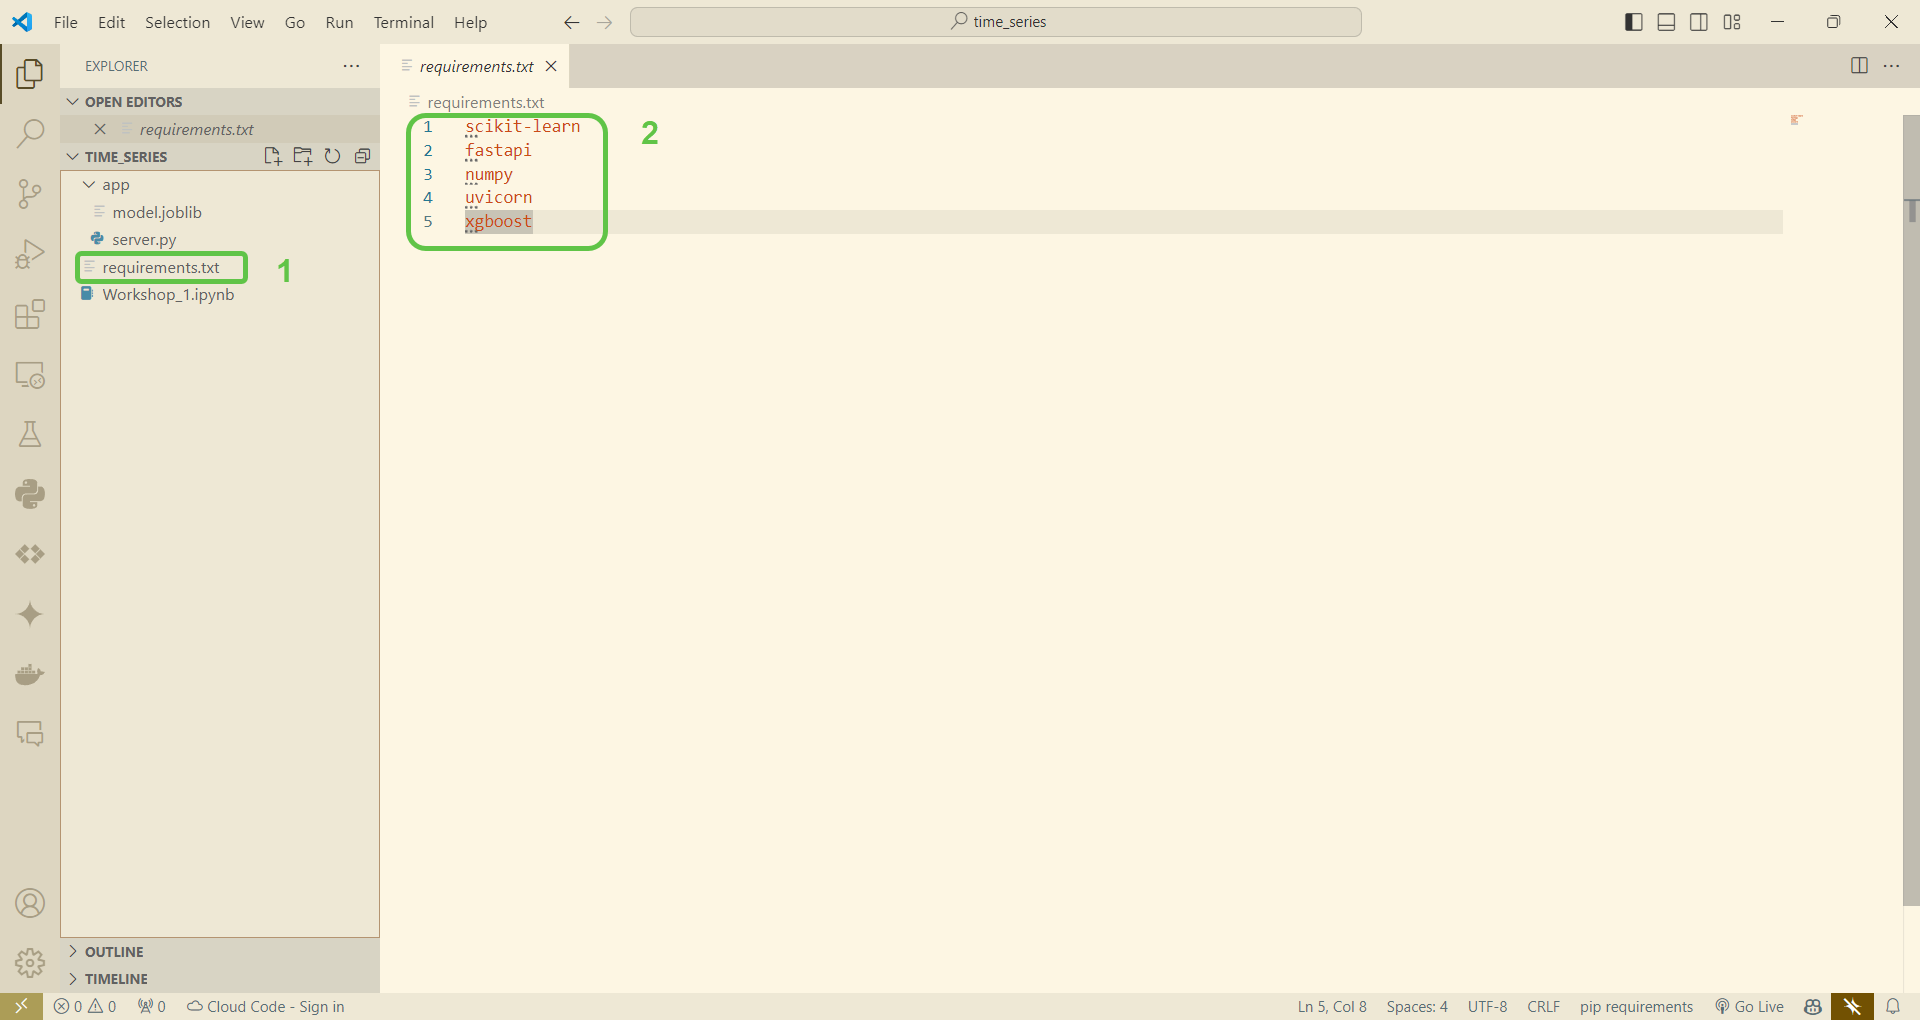 File Edit Selection View Go Run Terminal Help
time_series
EXPLORER
OPEN EDITORS
requirements.txt
TIME_SERIES
app
model.joblib
server.py
requirements.txt
1
Workshop_1.ipynb
OUTLINE
TIMELINE
requirements.txt
requirements.txt
1 scikit-learn
2 fastapi
3 numpy
4 uvicorn
5 xgboost
2
0 0 0 Cloud Code - Sign in
Ln 5, Col 8 Spaces: 4 UTF-8 CRLF pip requirements Go Live